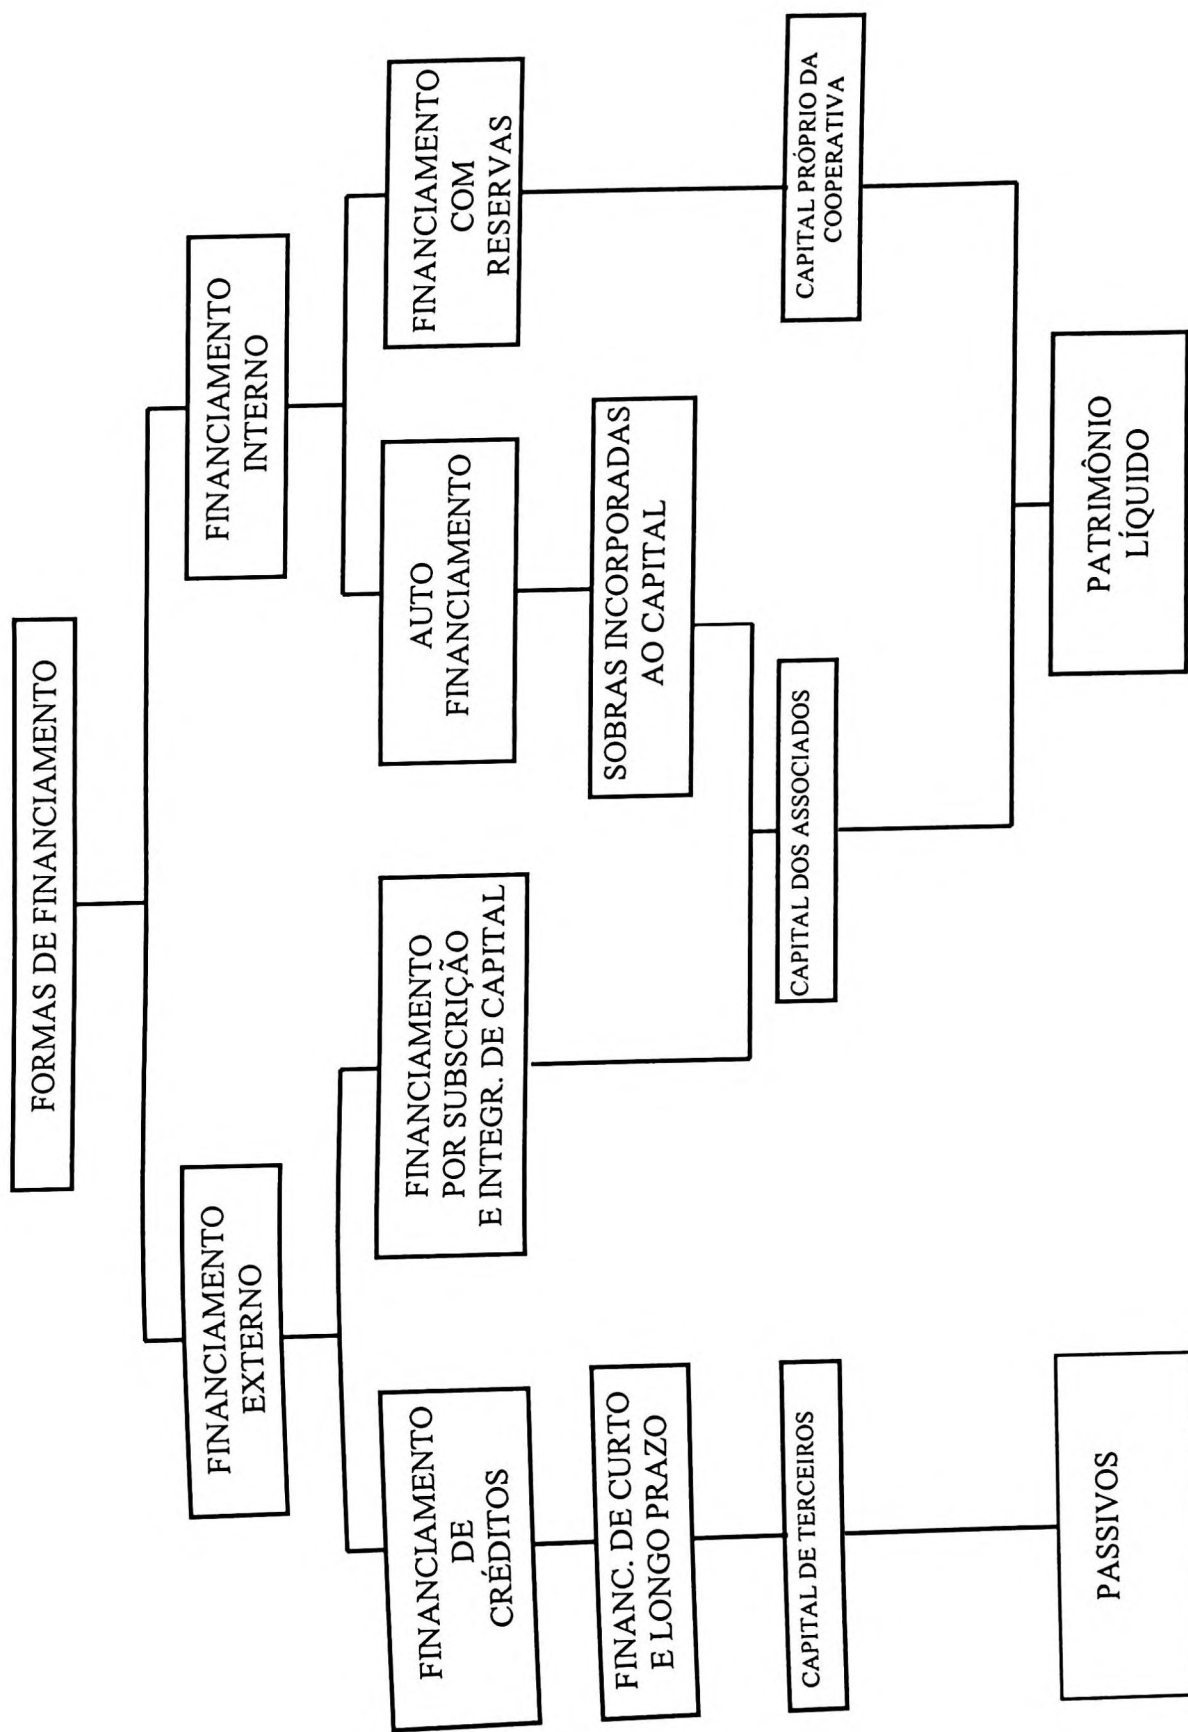 FORMAS DE FINANCIAMENTO
FINANCIAMENTO
EXTERNO
FINANCIAMENTO
INTERNO
FINANCIAMENTO
DE
CRÉDITOS
FINANCIAMENTO
POR SUBSCRIÇÃO
E INTEGR. DE CAPITAL
AUTO
FINANCIAMENTO
FINANCIAMENTO
COM
RESERVAS
FINANC. DE CURTO
E LONGO PRAZO
SOBRAS INCORPORADAS
AO CAPITAL
CAPITAL DE TERCEIROS
CAPITAL DOS ASSOCIADOS
CAPITAL PRÓPRIO DA
COOPERATIVA
PASSIVOS
PATRIMÔNIO
LÍQUIDO